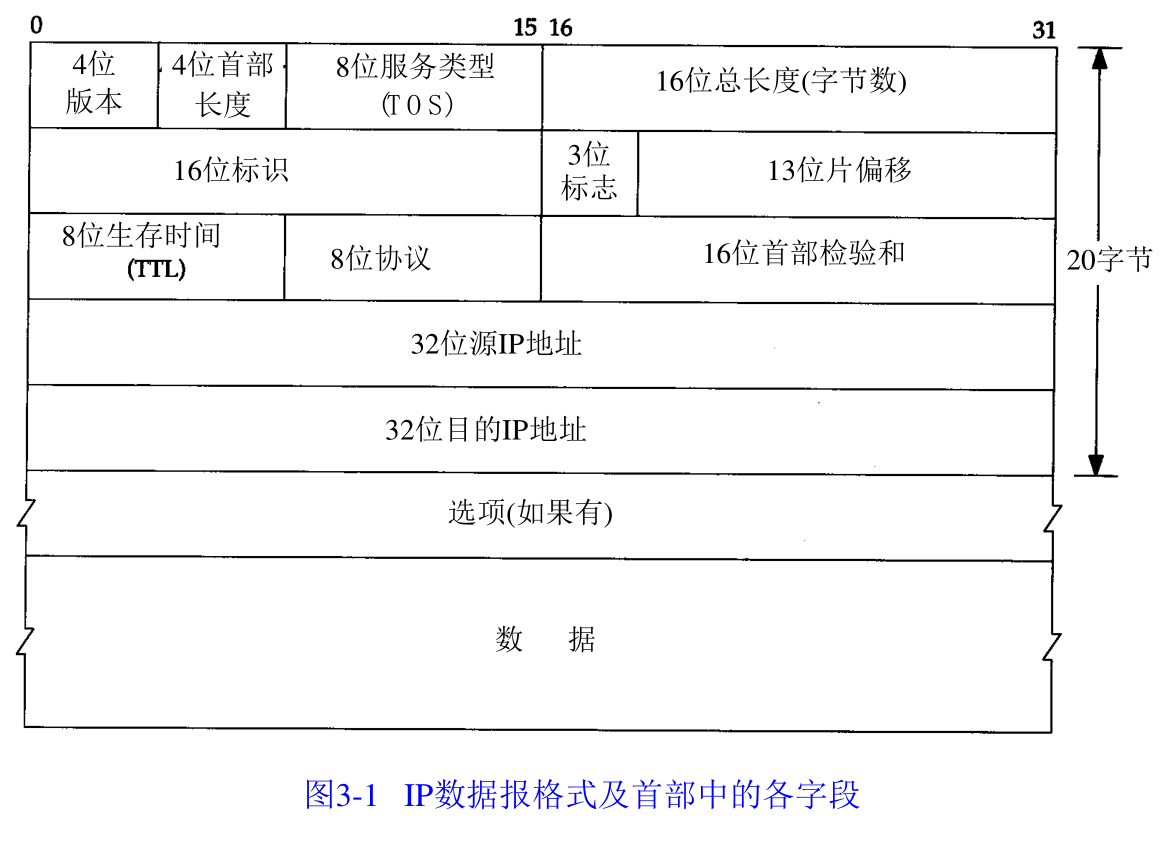 0 15 16 31
4位
版本
4位首部
长度
8位服务类型
(TOS)
16位总长度(字节数)
16位标识
3位
标志
13位片偏移
8位生存时间
(TTL)
8位协议
16位首部检验和
20字节
32位源IP地址
32位目的IP地址
选项(如果有)
数 据
图3-1 IP数据报格式及首部中的各字段